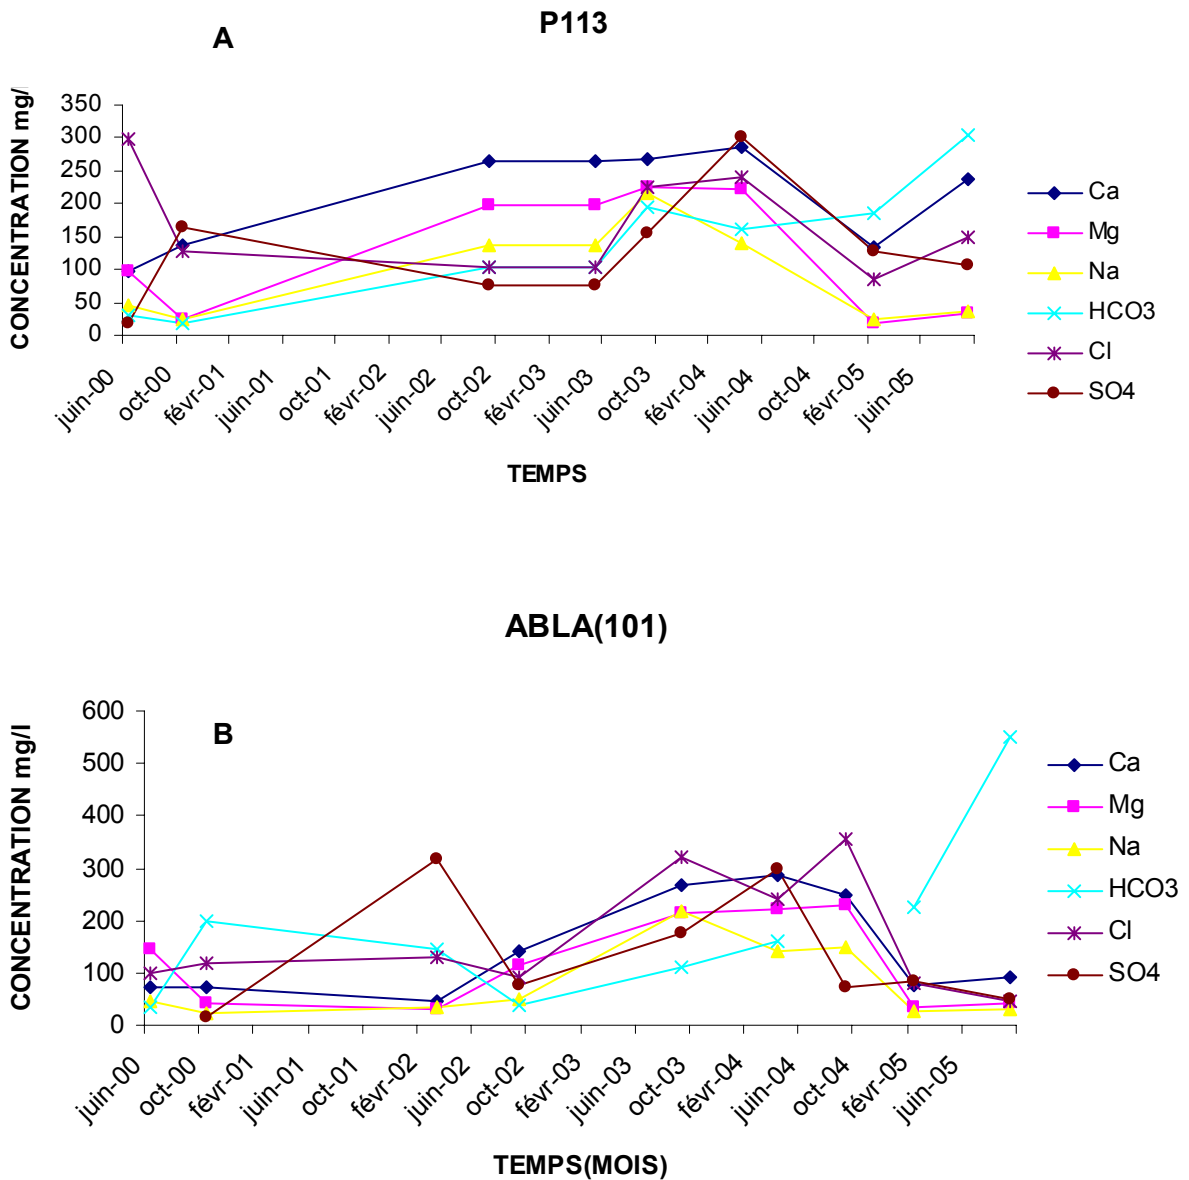 P113
A
CONCENTRATION mg/
350
300
250
200
150
100
50
0
juin-00
oct-00
févr-01
juin-01
oct-01
févr-02
juin-02
oct-02
févr-03
juin-03
oct-03
févr-04
juin-04
oct-04
févr-05
juin-05
TEMPS
Ca
Mg
Na
HCO3
Cl
SO4
ABLA(101)
B
CONCENTRATION mg/l
600
500
400
300
200
100
0
juin-00
oct-00
févr-01
juin-01
oct-01
févr-02
juin-02
oct-02
févr-03
juin-03
oct-03
févr-04
juin-04
oct-04
févr-05
juin-05
TEMPS(MOIS)
Ca
Mg
Na
HCO3
Cl
SO4